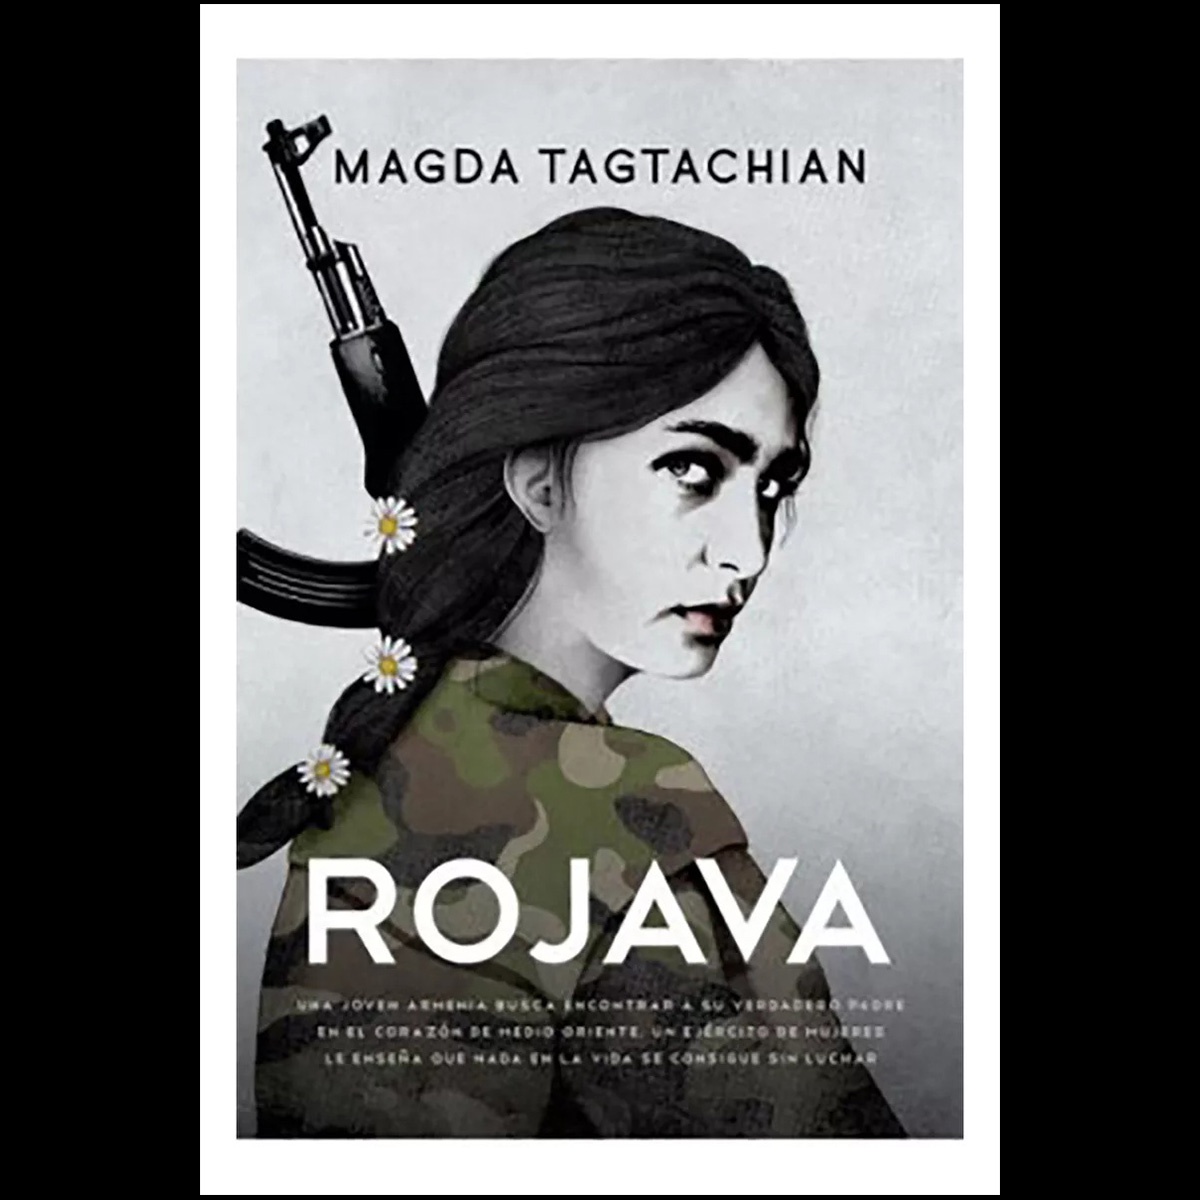 MAGDA TAGTACHIAN
ROJAVA
UNA JOVEN ARMENIA BUSCA ENCONTRAR A SU VERDADERO PADRE
EN EL CORAZÓN DE MEDIO ORIENTE. UN EJÉRCITO DE MUJERES
LE ENSEÑA QUE NADA EN LA VIDA SE CONSIGUE SIN LUCHAR